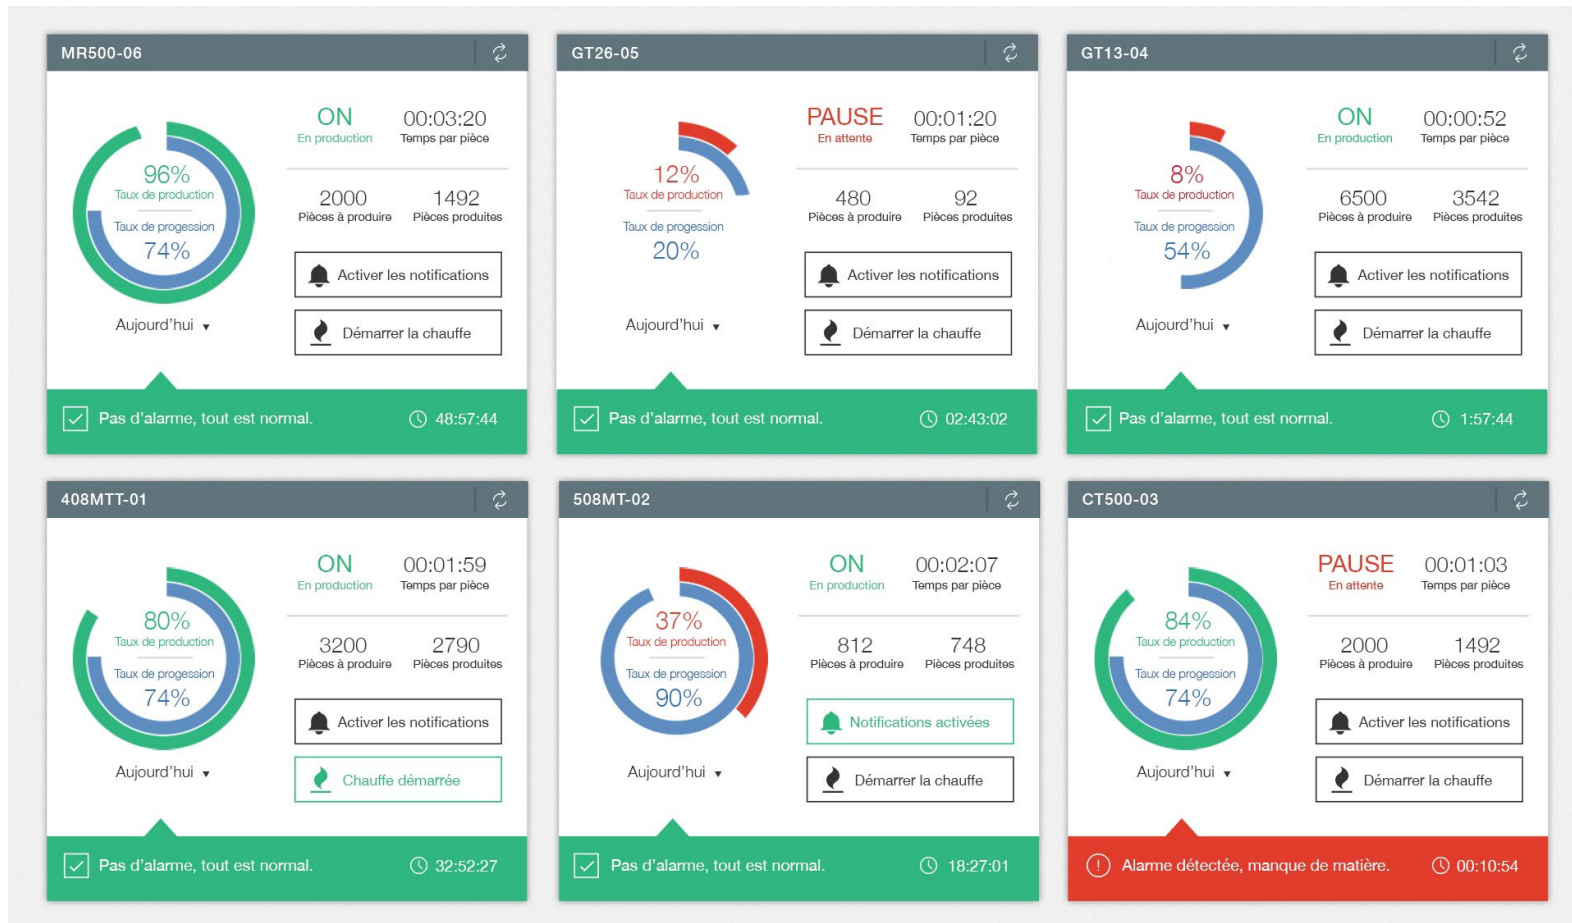 MR500-06
96%
Taux de production
Taux de progession
74%
Aujourd'hui
ON
En production
00:03:20
Temps par pièce
2000
Pièces à produire
1492
Pièces produites
Activer les notifications
Démarrer la chauffe
Pas d'alarme, tout est normal.
48:57:44
GT26-05
12%
Taux de production
Taux de progession
20%
Aujourd'hui
PAUSE
En attente
00:01:20
Temps par pièce
480
Pièces à produire
92
Pièces produites
Activer les notifications
Démarrer la chauffe
Pas d'alarme, tout est normal.
02:43:02
GT13-04
8%
Taux de production
Taux de progession
54%
Aujourd'hui
ON
En production
00:00:52
Temps par pièce
6500
Pièces à produire
3542
Pièces produites
Activer les notifications
Démarrer la chauffe
Pas d'alarme, tout est normal.
1:57:44
408MTT-01
80%
Taux de production
Taux de progession
74%
Aujourd'hui
ON
En production
00:01:59
Temps par pièce
3200
Pièces à produire
2790
Pièces produites
Activer les notifications
Chauffe démarrée
Pas d'alarme, tout est normal.
32:52:27
508MT-02
37%
Taux de production
Taux de progession
90%
Aujourd'hui
ON
En production
00:02:07
Temps par pièce
812
Pièces à produire
748
Pièces produites
Notifications activées
Démarrer la chauffe
Pas d'alarme, tout est normal.
18:27:01
CT500-03
84%
Taux de production
Taux de progession
74%
Aujourd'hui
PAUSE
En attente
00:01:03
Temps par pièce
2000
Pièces à produire
1492
Pièces produites
Activer les notifications
Démarrer la chauffe
Alarme détectée, manque de matière.
00:10:54